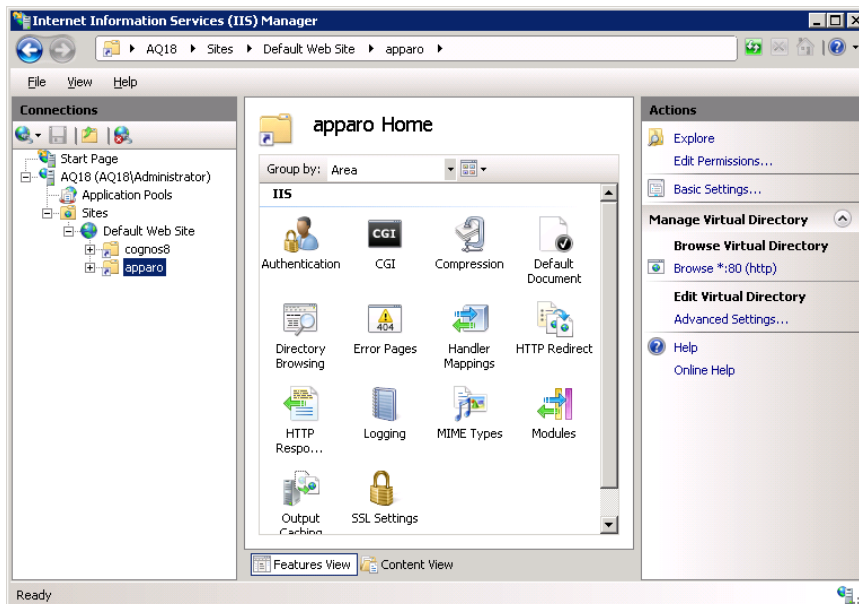 Internet Information Services (IIS) Manager
AQ18 Sites Default Web Site apparo
File View Help
Connections
Start Page
AQ18 (AQ18\Administrator)
Application Pools
Sites
Default Web Site
cognos8
apparo
apparo Home
Group by: Area
IIS
Authentication
CGI
CGI
Compression
Default
Document
Directory
Browsing
404
Error Pages
Handler
Mappings
HTTP Redirect
HTTP
Respo...
Logging
MIME Types
Modules
Output
Caching
SSL Settings
Features View
Content View
Actions
Explore
Edit Permissions...
Basic Settings...
Manage Virtual Directory
Browse Virtual Directory
Browse *:80 (http)
Edit Virtual Directory
Advanced Settings...
Help
Online Help
Ready